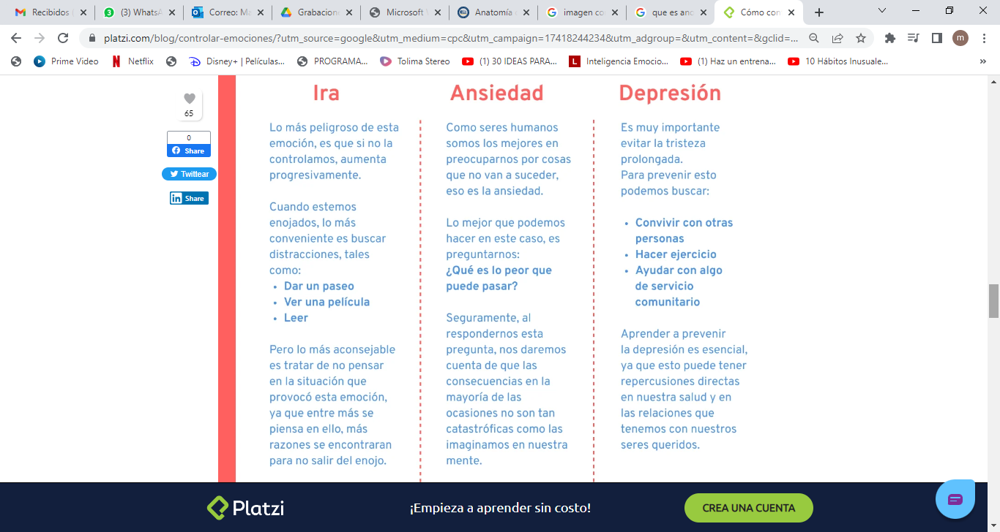 Recibidos
(3) WhatsA
Correo: Ma
Grabacion
Microsoft
Anatomía
imagen co
que es ano
Cómo con
platzi.com/blog/controlar-emociones/?utm_source=google&utm_medium=cpc&utm_campaign=17418244234&utm_adgroup=&utm_content=&gclid=...
m
Prime Video
Netflix
Disney+ | Películas...
PROGRAMA...
Tolima Stereo
(1) 30 IDEAS PARA...
Inteligencia Emocio...
(1) Haz un entrena...
10 Hábitos Inusuale...
»
65
0
Share
Twittear
Share
Ira
Lo más peligroso de esta
emoción, es que si no la
controlamos, aumenta
progresivamente.
Cuando estemos
enojados, lo más
conveniente es buscar
distracciones, tales
como:
• Dar un paseo
• Ver una película
• Leer
Pero lo más aconsejable
es tratar de no pensar
en la situación que
provocó esta emoción,
ya que entre más se
piensa en ello, más
razones se encontraran
para no salir del enojo.
Ansiedad
Como seres humanos
somos los mejores en
preocuparnos por cosas
que no van a suceder,
eso es la ansiedad.
Lo mejor que podemos
hacer en este caso, es
preguntarnos:
¿Qué es lo peor que
puede pasar?
Seguramente, al
respondernos esta
pregunta, nos daremos
cuenta de que las
consecuencias en la
mayoría de las
ocasiones no son tan
catastróficas como las
imaginamos en nuestra
mente.
Depresión
Es muy importante
evitar la tristeza
prolongada.
Para prevenir esto
podemos buscar:
• Convivir con otras
personas
• Hacer ejercicio
• Ayudar con algo
de servicio
comunitario
Aprender a prevenir
la depresión es esencial,
ya que esto puede tener
repercusiones directas
en nuestra salud y en
las relaciones que
tenemos con nuestros
seres queridos.
Platzi
¡Empieza a aprender sin costo!
CREA UNA CUENTA